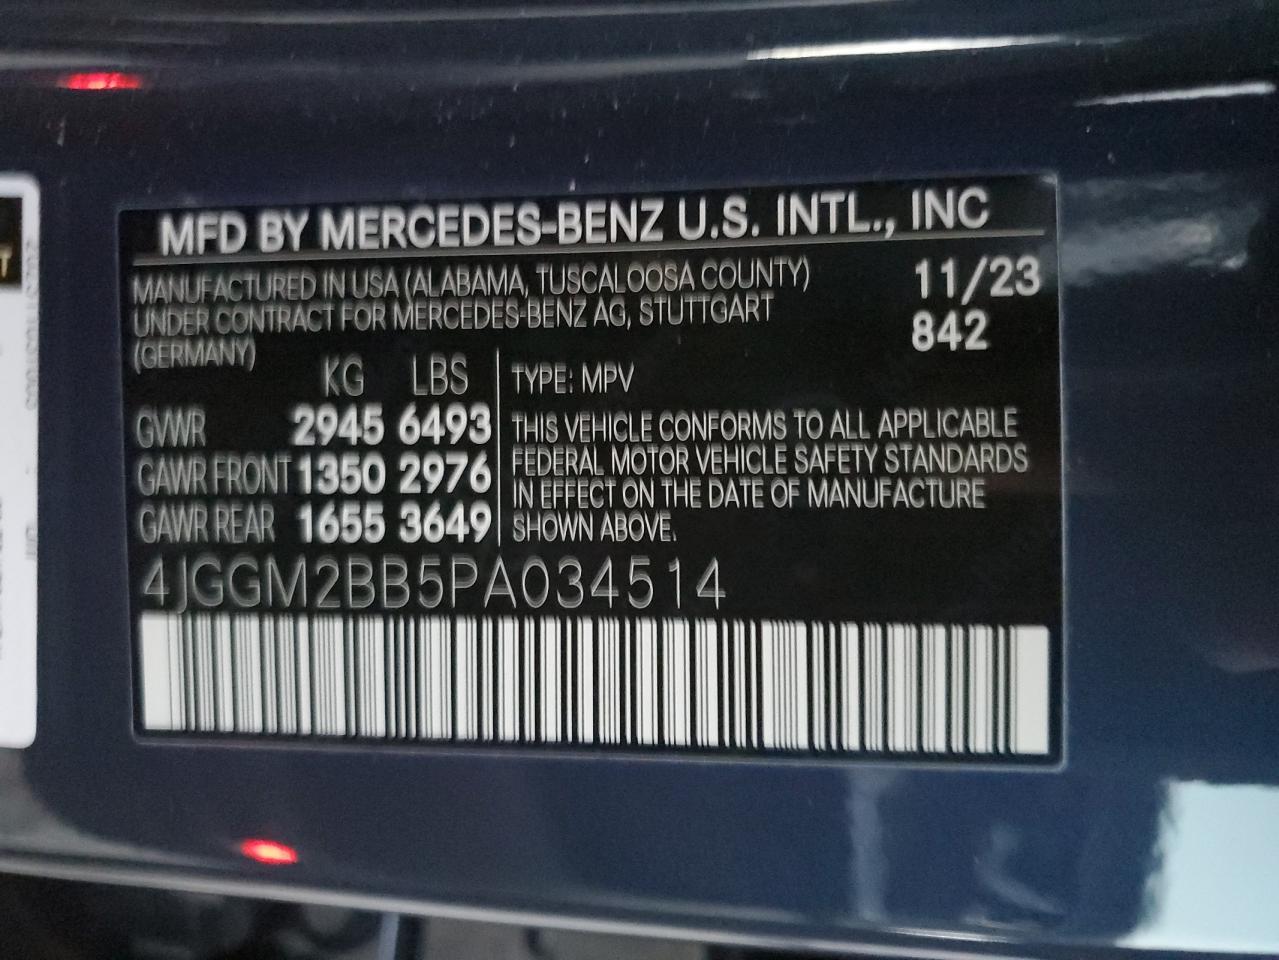 MFD BY MERCEDES-BENZ U.S. INTL., INC
MANUFACTURED IN USA (ALABAMA, TUSCALOOSA COUNTY)
UNDER CONTRACT FOR MERCEDES-BENZ AG, STUTTGART
(GERMANY)
11/23
842
KG LBS
GVWR 2945 6493
GAWR FRONT 1350 2976
GAWR REAR 1655 3649
TYPE: MPV
THIS VEHICLE CONFORMS TO ALL APPLICABLE
FEDERAL MOTOR VEHICLE SAFETY STANDARDS
IN EFFECT ON THE DATE OF MANUFACTURE
SHOWN ABOVE.
4JGGM2BB5PA034514